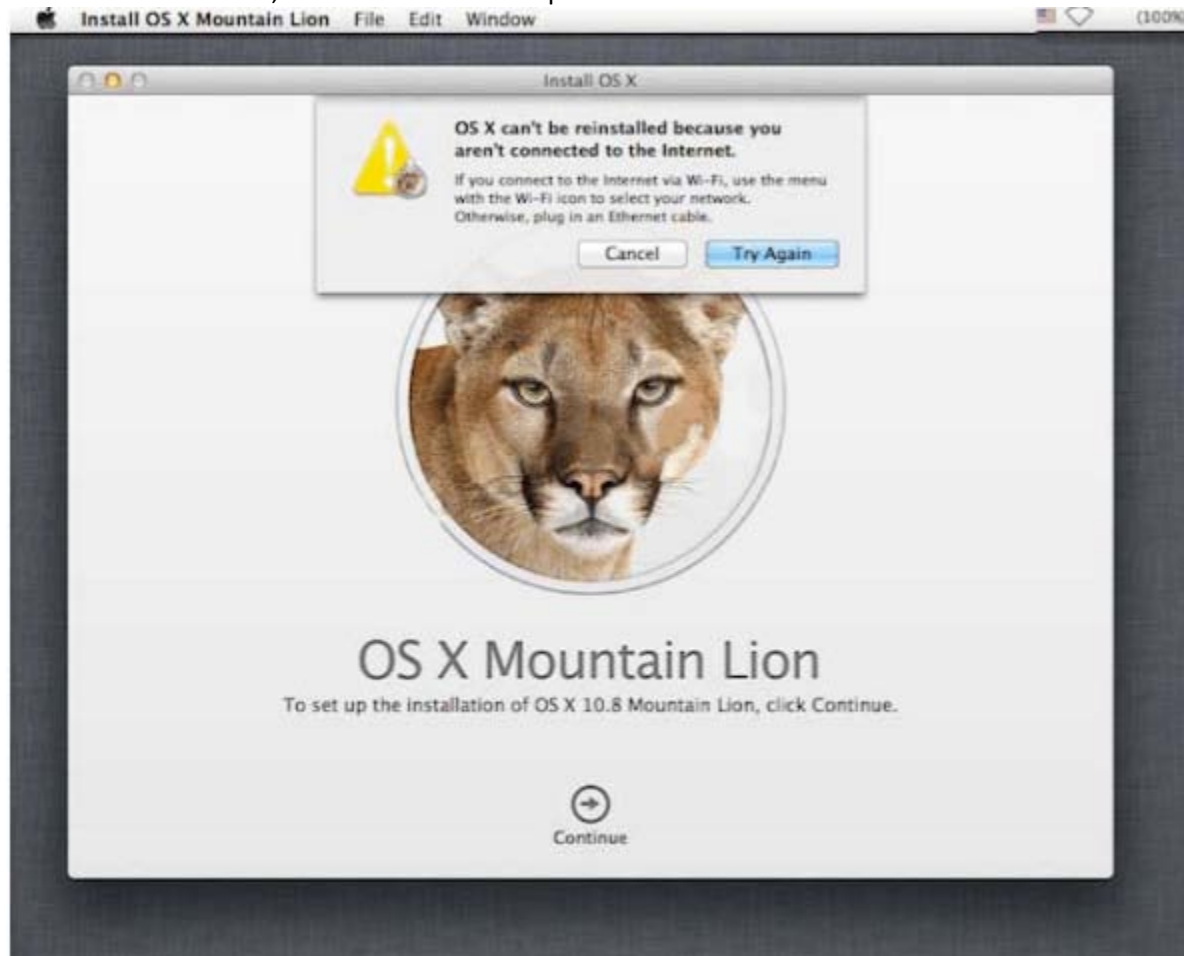 Install OS X Mountain Lion File Edit Window (100%
Install OS X
OS X can't be reinstalled because you
aren't connected to the Internet.
If you connect to the Internet via Wi-Fi, use the menu
with the Wi-Fi icon to select your network.
Otherwise, plug in an Ethernet cable.
Cancel Try Again
OS X Mountain Lion
To set up the installation of OS X 10.8 Mountain Lion, click Continue.
Continue